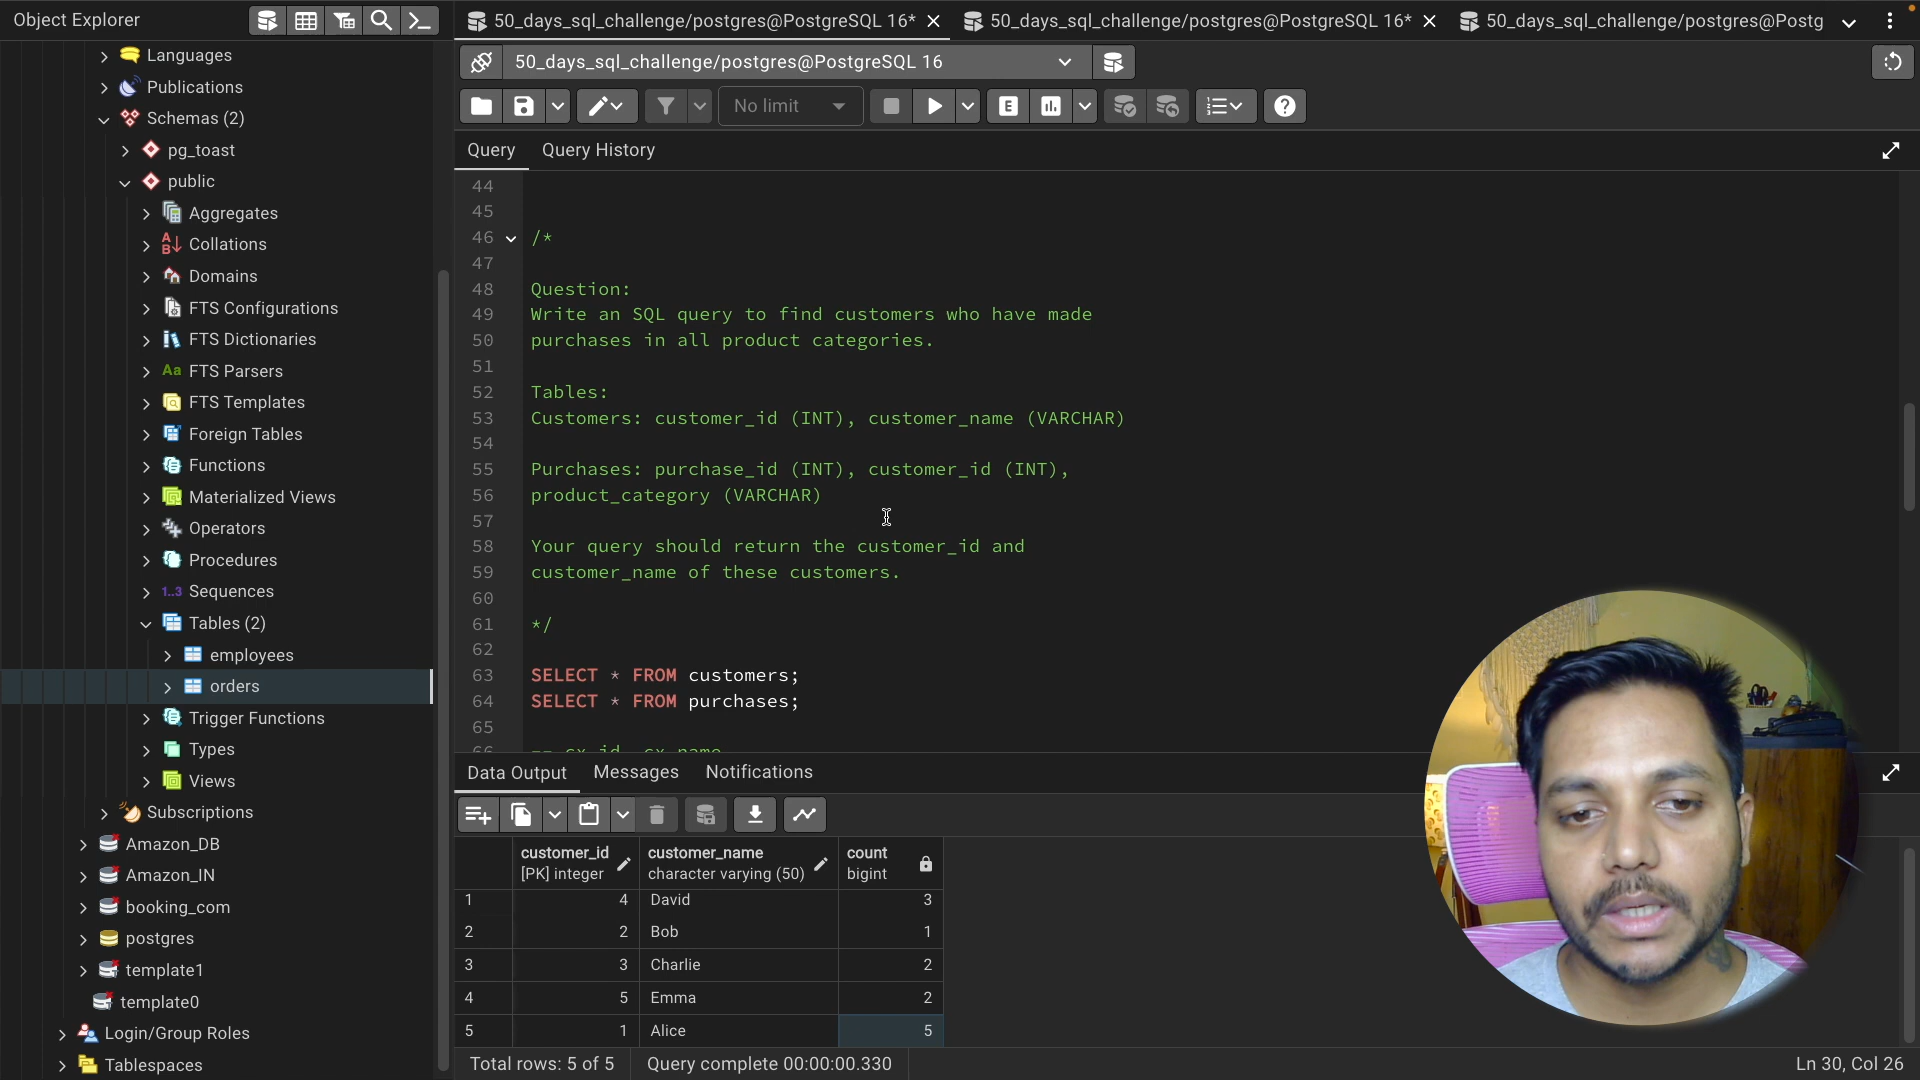 Object Explorer
50_days_sql_challenge/postgres@PostgreSQL 16*
50_days_sql_challenge/postgres@PostgreSQL 16*
50_days_sql_challenge/postgres@Postg
50_days_sql_challenge/postgres@PostgreSQL 16
No limit
E
Query
Query History
Languages
Publications
Schemas (2)
pg_toast
public
Aggregates
Collations
Domains
FTS Configurations
FTS Dictionaries
FTS Parsers
FTS Templates
Foreign Tables
Functions
Materialized Views
Operators
Procedures
1..3 Sequences
Tables (2)
employees
orders
Trigger Functions
Types
Views
Subscriptions
Amazon_DB
Amazon_IN
booking_com
postgres
template1
template0
Login/Group Roles
Tablespaces
44
45
46 /*
47
48 Question:
49 Write an SQL query to find customers who have made
50 purchases in all product categories.
51
52 Tables:
53 Customers: customer_id (INT), customer_name (VARCHAR)
54
55 Purchases: purchase_id (INT), customer_id (INT),
56 product_category (VARCHAR)
57
58 Your query should return the customer_id and
59 customer_name of these customers.
60
61 */
62
63 SELECT * FROM customers;
64 SELECT * FROM purchases;
65
66 -- cx_id, cx_name
Data Output
Messages
Notifications
customer_id
[PK] integer
customer_name
character varying (50)
count
bigint
1 4 David 3
2 2 Bob 1
3 3 Charlie 2
4 5 Emma 2
5 1 Alice 5
Total rows: 5 of 5
Query complete 00:00:00.330
Ln 30, Col 26